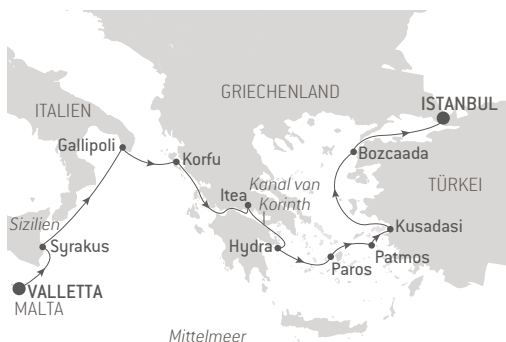 GRIECHENLAND
ISTANBUL
ITALIEN
Gallipoli
Korfu
Bozcaada
Kanal von
Korinth
Itea
TÜRKEI
Sizilien
Syrakus
Hydra
Kusadasi
Patmos
Paros
VALLETTA
MALTA
Mittelmeer